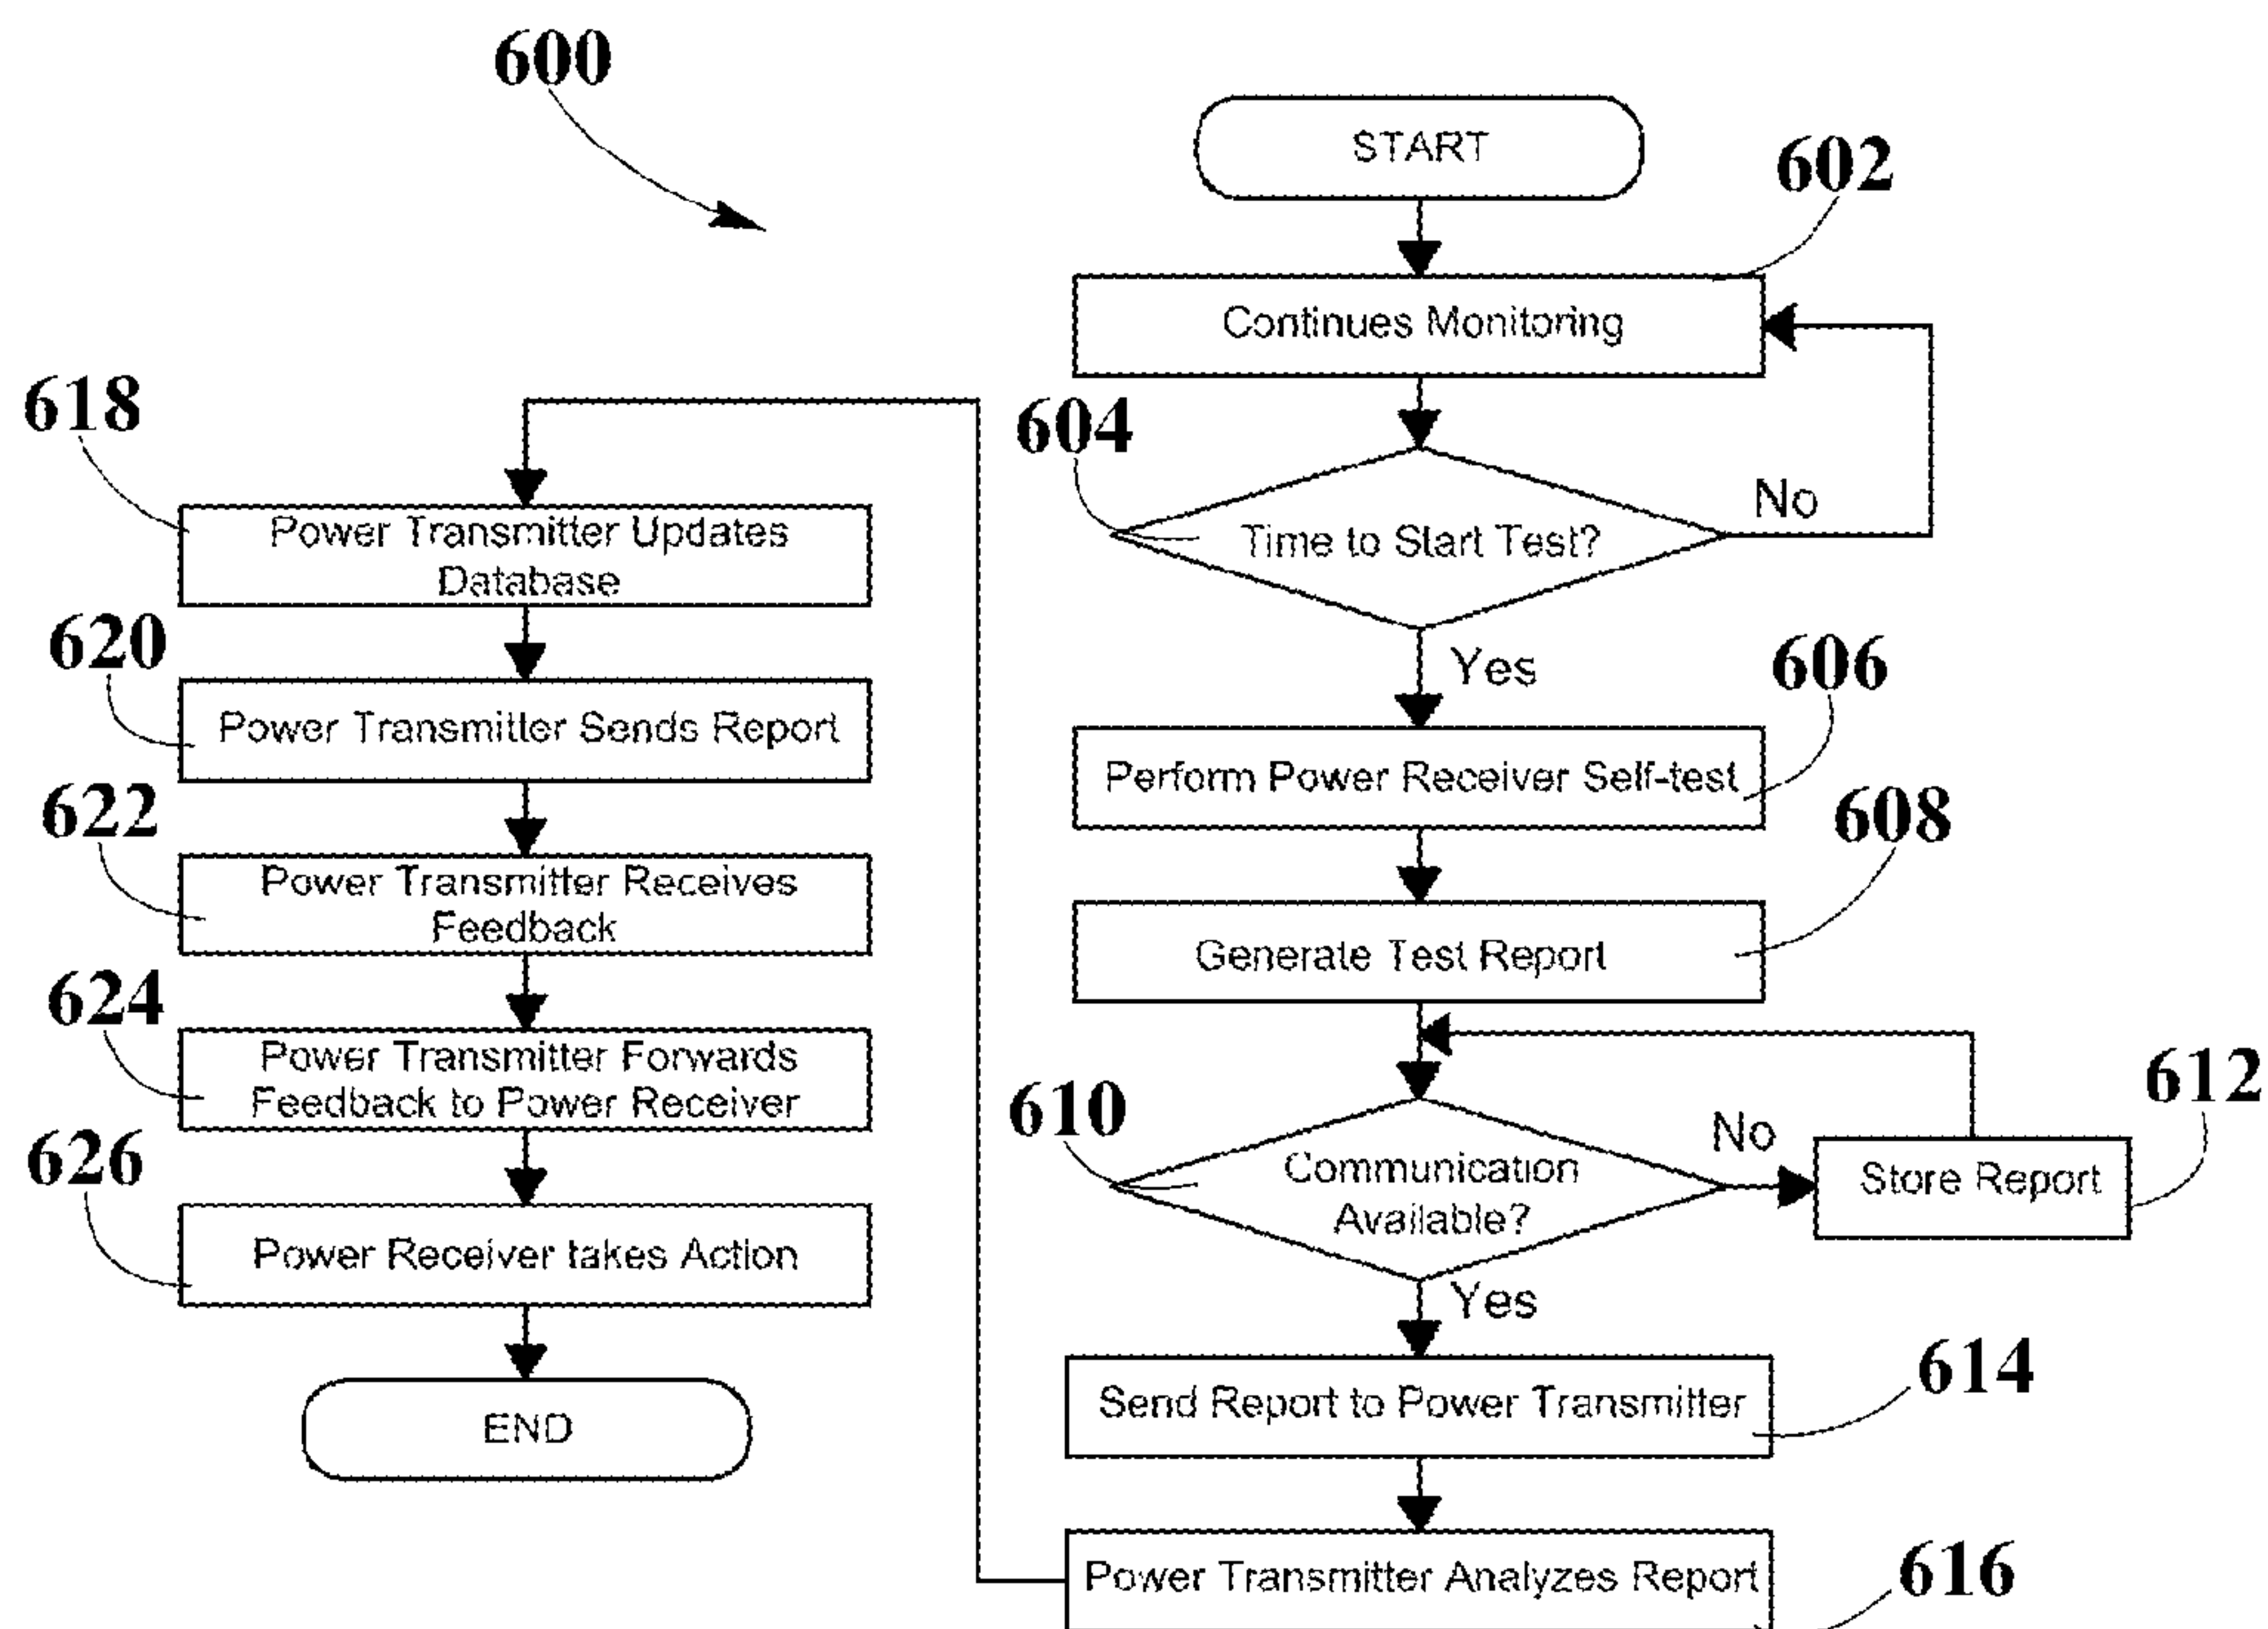 600
START
602
Continues Monitoring
604
Time to Start Test?
No
Yes
606
Perform Power Receiver Self-test
608
Generate Test Report
610
Communication
Available?
No
612
Store Report
Yes
614
Send Report to Power Transmitter
616
Power Transmitter Analyzes Report
618
Power Transmitter Updates
Database
620
Power Transmitter Sends Report
622
Power Transmitter Receives
Feedback
624
Power Transmitter Forwards
Feedback to Power Receiver
626
Power Receiver takes Action
END